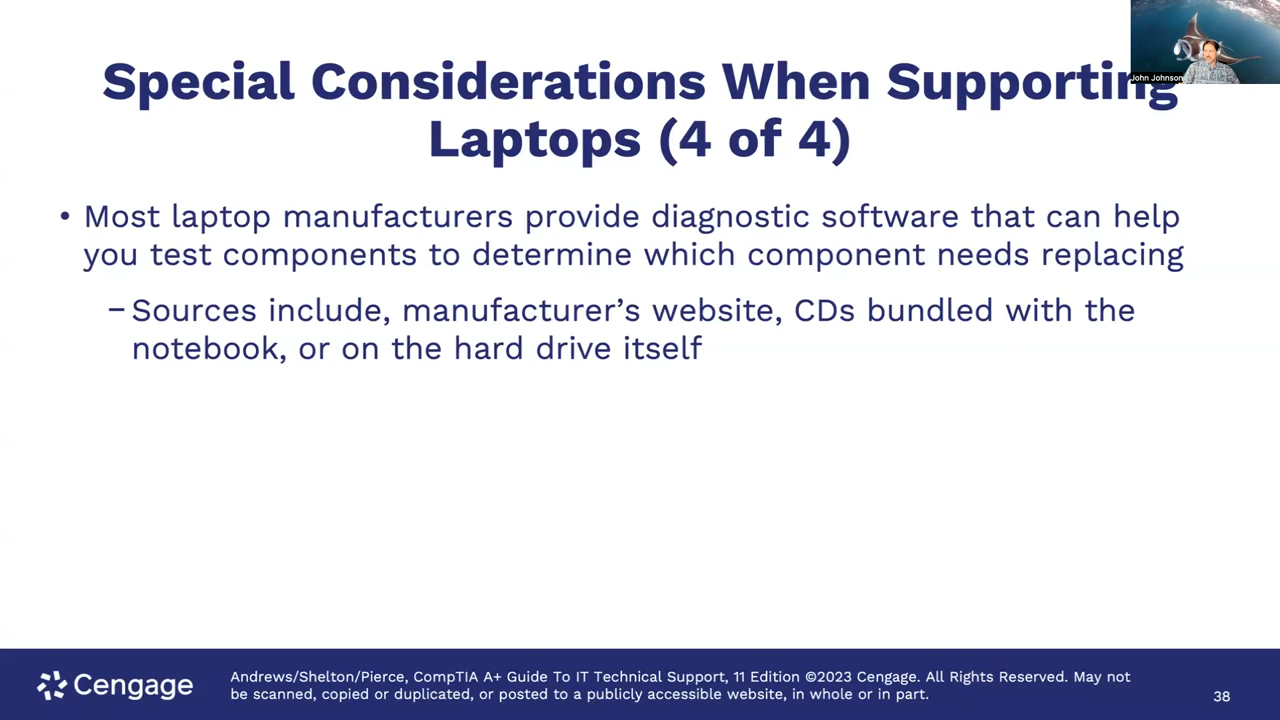 John Johnson
Special Considerations When Supporting
Laptops (4 of 4)
• Most laptop manufacturers provide diagnostic software that can help
you test components to determine which component needs replacing
– Sources include, manufacturer’s website, CDs bundled with the
notebook, or on the hard drive itself
Cengage
Andrews/Shelton/Pierce, CompTIA A+ Guide To IT Technical Support, 11 Edition ©2023 Cengage. All Rights Reserved. May not
be scanned, copied or duplicated, or posted to a publicly accessible website, in whole or in part.
38